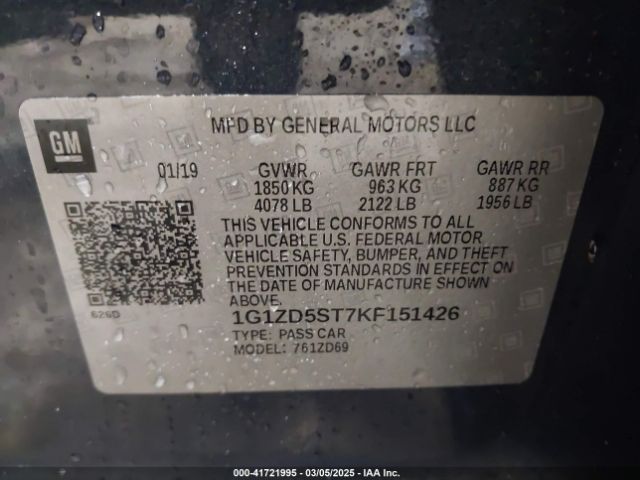 GM
MFD BY GENERAL MOTORS LLC
01/19 GVWR GAWR FRT GAWR RR
1850 KG 963 KG 887 KG
4078 LB 2122 LB 1956 LB
THIS VEHICLE CONFORMS TO ALL
APPLICABLE U.S. FEDERAL MOTOR
VEHICLE SAFETY, BUMPER, AND THEFT
PREVENTION STANDARDS IN EFFECT ON
THE DATE OF MANUFACTURE SHOWN
ABOVE.
626D
1G1ZD5ST7KF151426
TYPE: PASS CAR
MODEL: 761ZD69
000-41721995 — 03/05/2025 — IAA Inc.